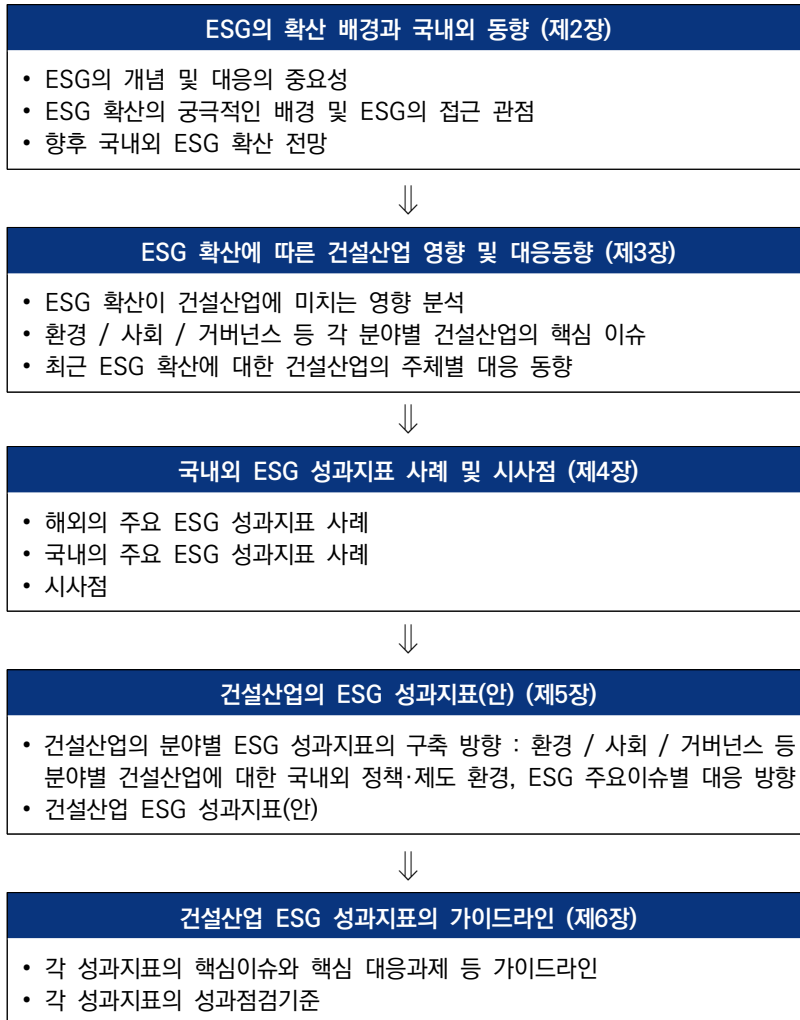 ESG의 확산 배경과 국내외 동향 (제2장)
• ESG의 개념 및 대응의 중요성
• ESG 확산의 궁극적인 배경 및 ESG의 접근 관점
• 향후 국내외 ESG 확산 전망
⇓
ESG 확산에 따른 건설산업 영향 및 대응동향 (제3장)
• ESG 확산이 건설산업에 미치는 영향 분석
• 환경 / 사회 / 거버넌스 등 각 분야별 건설산업의 핵심 이슈
• 최근 ESG 확산에 대한 건설산업의 주체별 대응 동향
⇓
국내외 ESG 성과지표 사례 및 시사점 (제4장)
• 해외의 주요 ESG 성과지표 사례
• 국내의 주요 ESG 성과지표 사례
• 시사점
⇓
건설산업의 ESG 성과지표(안) (제5장)
• 건설산업의 분야별 ESG 성과지표의 구축 방향 : 환경 / 사회 / 거버넌스 등
분야별 건설산업에 대한 국내외 정책·제도 환경, ESG 주요이슈별 대응 방향
• 건설산업 ESG 성과지표(안)
⇓
건설산업 ESG 성과지표의 가이드라인 (제6장)
• 각 성과지표의 핵심이슈와 핵심 대응과제 등 가이드라인
• 각 성과지표의 성과점검기준